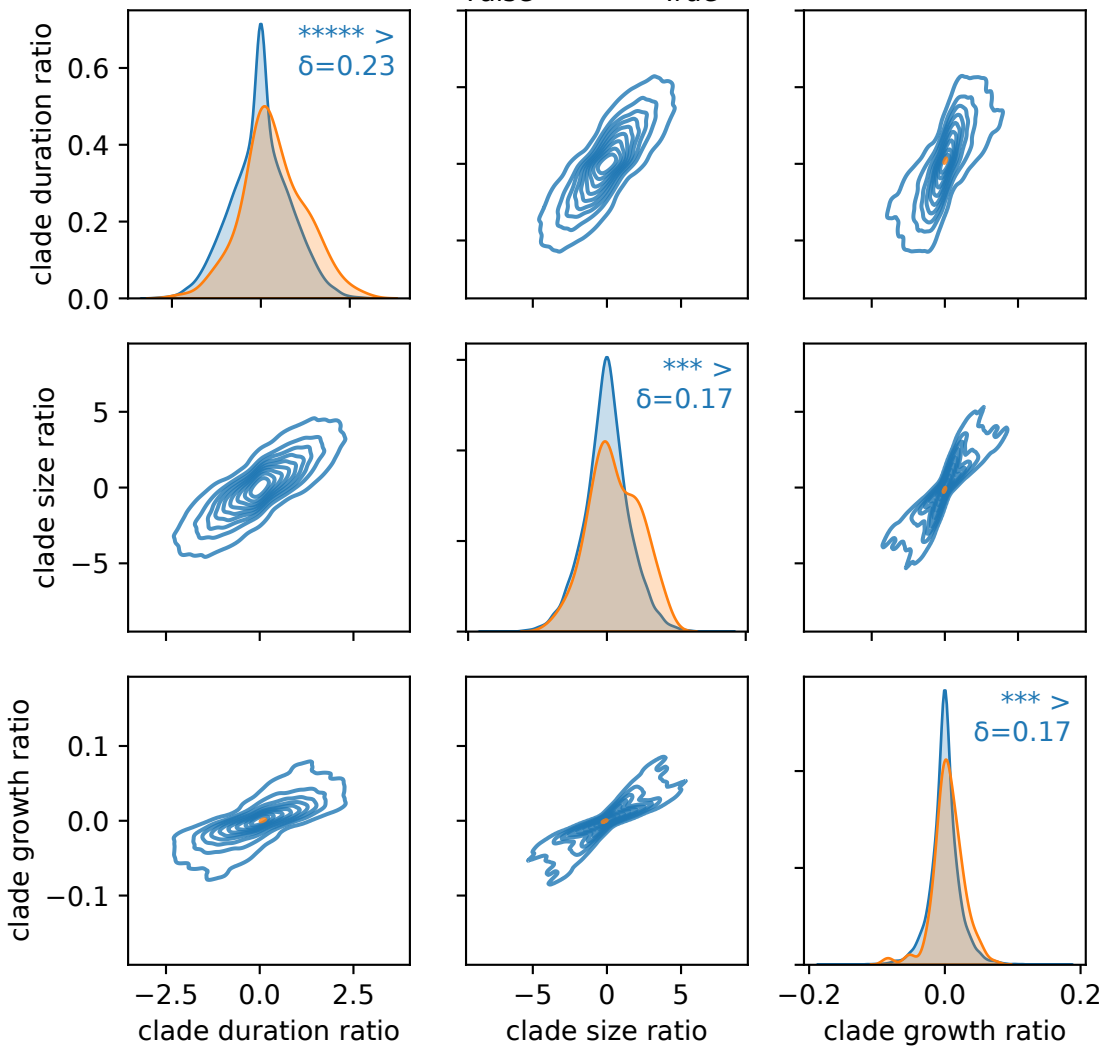 ***** >
δ=0.23
clade duration ratio
0.6
0.4
0.2
0.0
*** >
δ=0.17
clade size ratio
5
0
−5
*** >
δ=0.17
clade growth ratio
0.1
0.0
−0.1
−2.5 0.0 2.5
−5 0 5
−0.2 0.0 0.2
clade duration ratio
clade size ratio
clade growth ratio